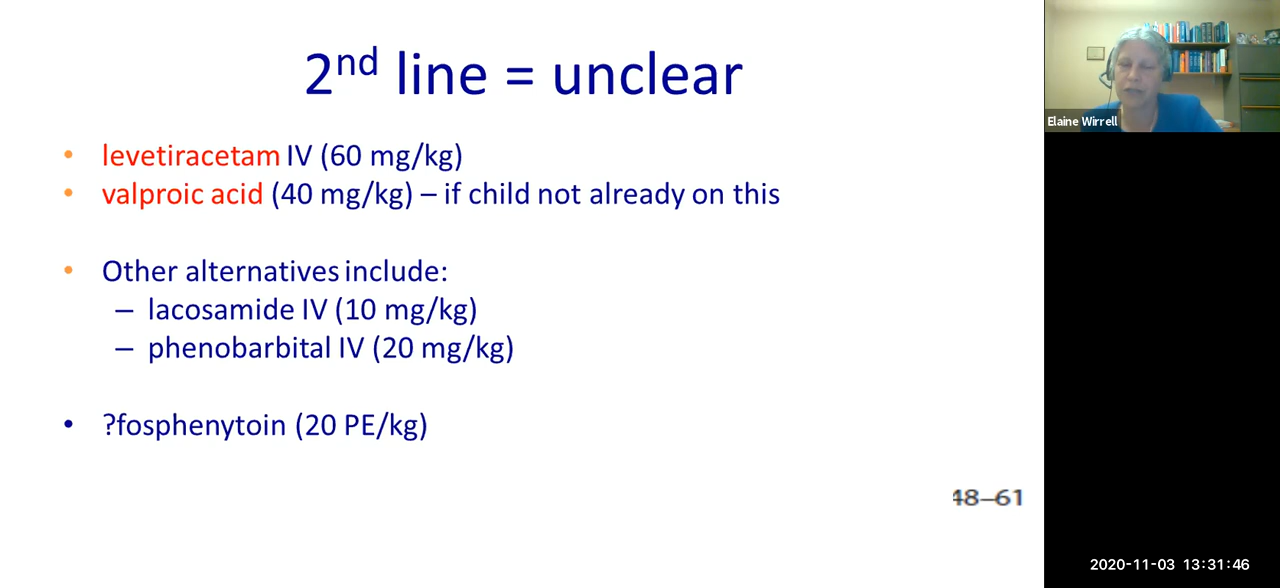 2nd line = unclear
• levetiracetam IV (60 mg/kg)
• valproic acid (40 mg/kg) – if child not already on this
• Other alternatives include:
– lacosamide IV (10 mg/kg)
– phenobarbital IV (20 mg/kg)
• ?fosphenytoin (20 PE/kg)
48–61
Elaine Wirrell
2020-11-03 13:31:46